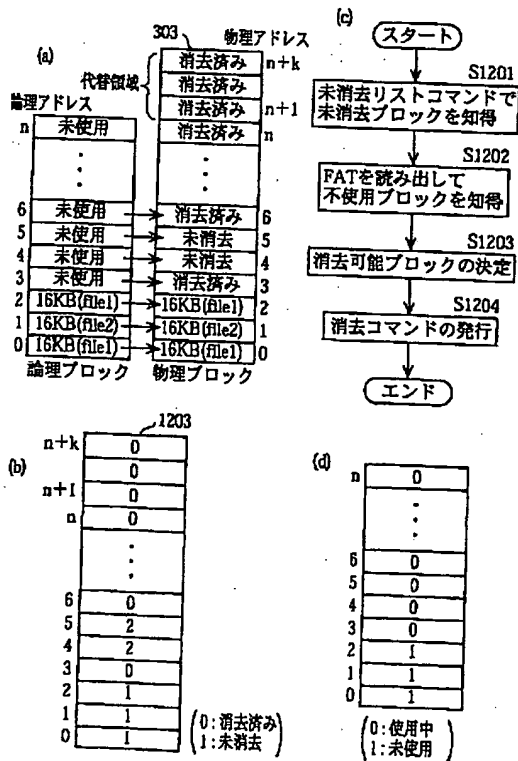 (a)
303
物理アドレス
代替領域
論理アドレス
消去済み n+k
消去済み
消去済み n+1
n 未使用 消去済み n
6 未使用 消去済み 6
5 未使用 未消去 5
4 未使用 未消去 4
3 未使用 消去済み 3
2 16KB(file1) 16KB(file1) 2
1 16KB(file2) 16KB(file2) 1
0 16KB(file1) 16KB(file1) 0
論理ブロック 物理ブロック
(c)
スタート
S1201
未消去リストコマンドで
未消去ブロックを知得
S1202
FATを読み出して
不使用ブロックを知得
S1203
消去可能ブロックの決定
S1204
消去コマンドの発行
エンド
(b)
1203
n+k 0
0
n+1 0
n 0
6 0
5 2
4 2
3 0
2 1
1 1
0 1
(0:消去済み
1:未消去)
(d)
n 0
6 0
5 0
4 0
3 0
2 1
1 1
0 1
(0:使用中
1:未使用)